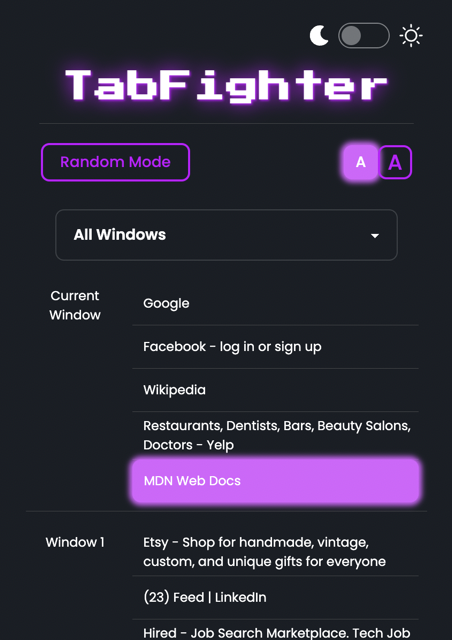 TabFighter
Random Mode
A A
All Windows
Current
Window
Google
Facebook - log in or sign up
Wikipedia
Restaurants, Dentists, Bars, Beauty Salons,
Doctors - Yelp
MDN Web Docs
Window 1
Etsy - Shop for handmade, vintage,
custom, and unique gifts for everyone
(23) Feed | LinkedIn
Hired - Job Search Marketplace. Tech Job